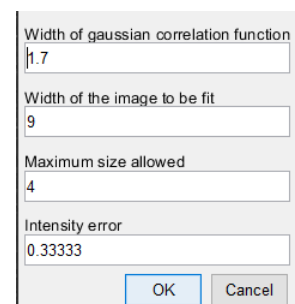 Width of gaussian correlation function
1.7
Width of the image to be fit
9
Maximum size allowed
4
Intensity error
0.33333
OK Cancel